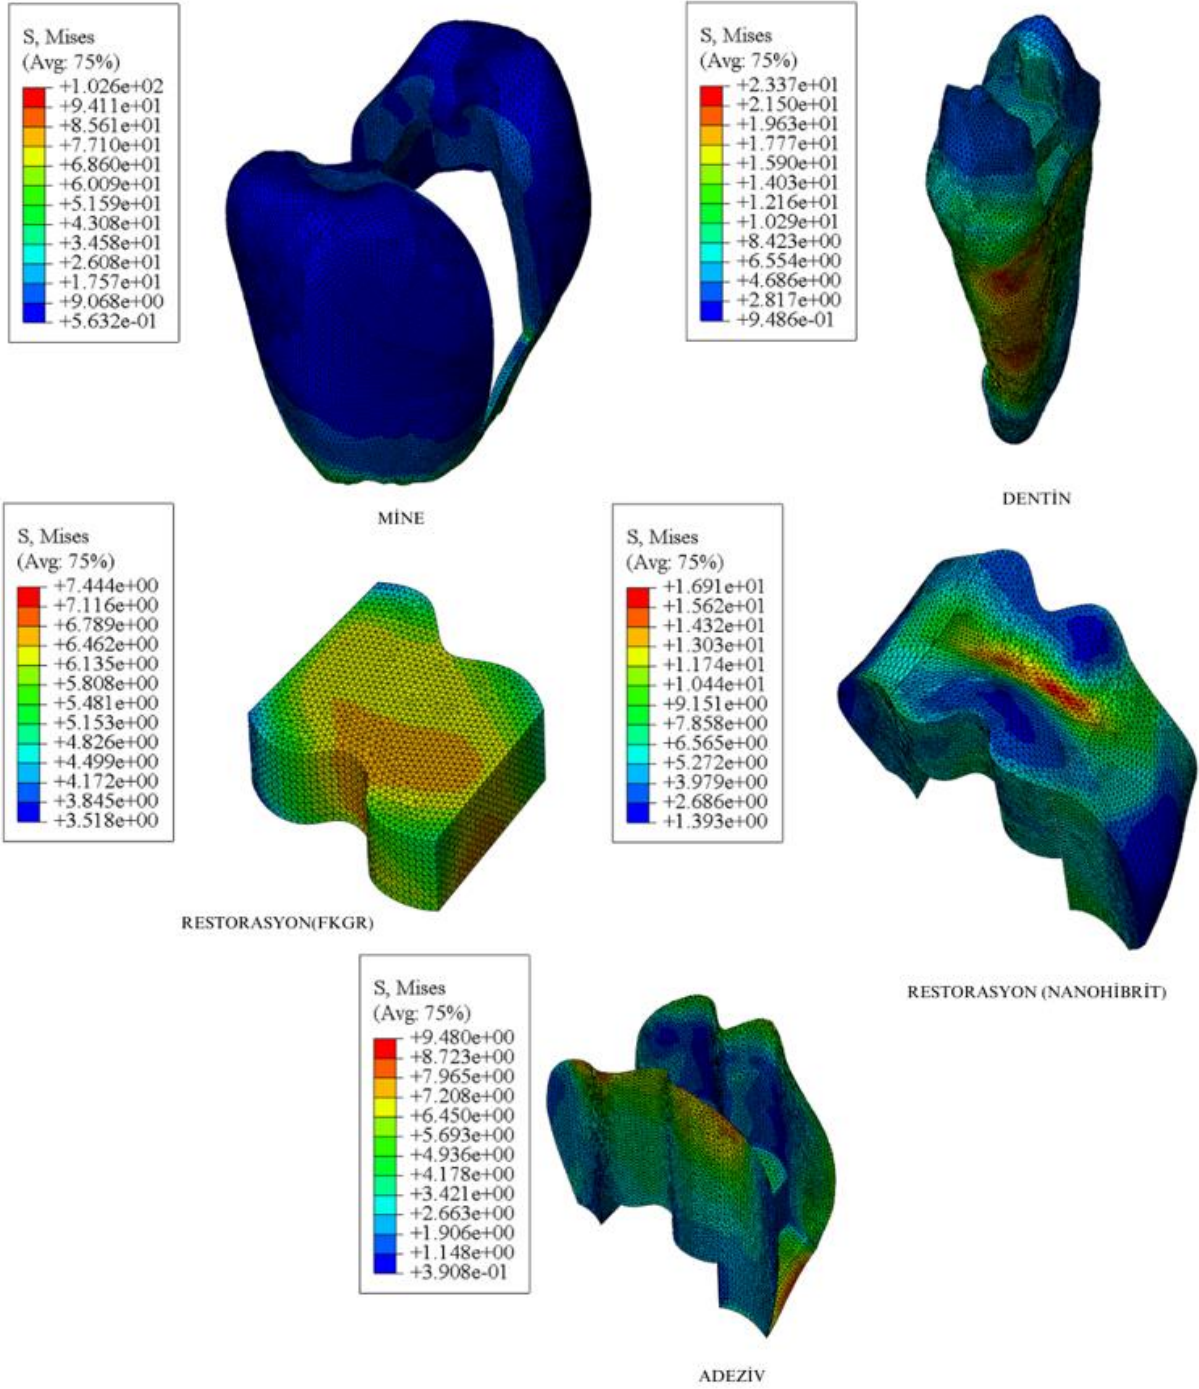 S, Mises
(Avg: 75%)
+1.026e+02
+9.411e+01
+8.561e+01
+7.710e+01
+6.860e+01
+6.009e+01
+5.159e+01
+4.308e+01
+3.458e+01
+2.608e+01
+1.757e+01
+9.068e+00
+5.632e-01
MİNE
S, Mises
(Avg: 75%)
+2.337e+01
+2.150e+01
+1.963e+01
+1.777e+01
+1.590e+01
+1.403e+01
+1.216e+01
+1.029e+01
+8.423e+00
+6.554e+00
+4.686e+00
+2.817e+00
+9.486e-01
DENTİN
S, Mises
(Avg: 75%)
+7.444e+00
+7.116e+00
+6.789e+00
+6.462e+00
+6.135e+00
+5.808e+00
+5.481e+00
+5.153e+00
+4.826e+00
+4.499e+00
+4.172e+00
+3.845e+00
+3.518e+00
RESTORASYON(FKGR)
S, Mises
(Avg: 75%)
+1.691e+01
+1.562e+01
+1.432e+01
+1.303e+01
+1.174e+01
+1.044e+01
+9.151e+00
+7.858e+00
+6.565e+00
+5.272e+00
+3.979e+00
+2.686e+00
+1.393e+00
RESTORASYON (NANOHİBRİT)
S, Mises
(Avg: 75%)
+9.480e+00
+8.723e+00
+7.965e+00
+7.208e+00
+6.450e+00
+5.693e+00
+4.936e+00
+4.178e+00
+3.421e+00
+2.663e+00
+1.906e+00
+1.148e+00
+3.908e-01
ADEZİV